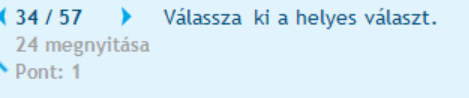 34 / 57 Válassza ki a helyes választ.
24 megnyitása
Pont: 1